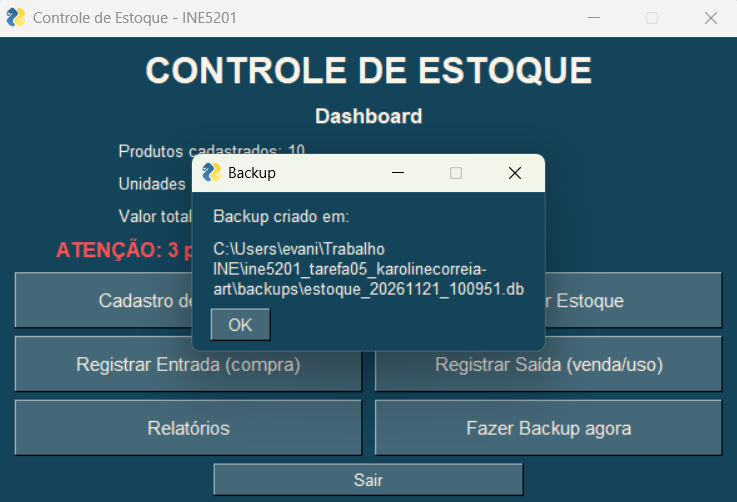 Controle de Estoque - INE5201
CONTROLE DE ESTOQUE
Dashboard
Produtos cadastrados: 10
Unidades
Valor total
ATENÇÃO: 3
Backup
Backup criado em:
C:\Users\evani\Trabalho
INE\ine5201_tarefa05_karolinecorreia-
art\backups\estoque_20261121_100951.db
OK
Cadastro
Estoque
Registrar Entrada (compra)
Registrar Saída (venda/uso)
Relatórios
Fazer Backup agora
Sair